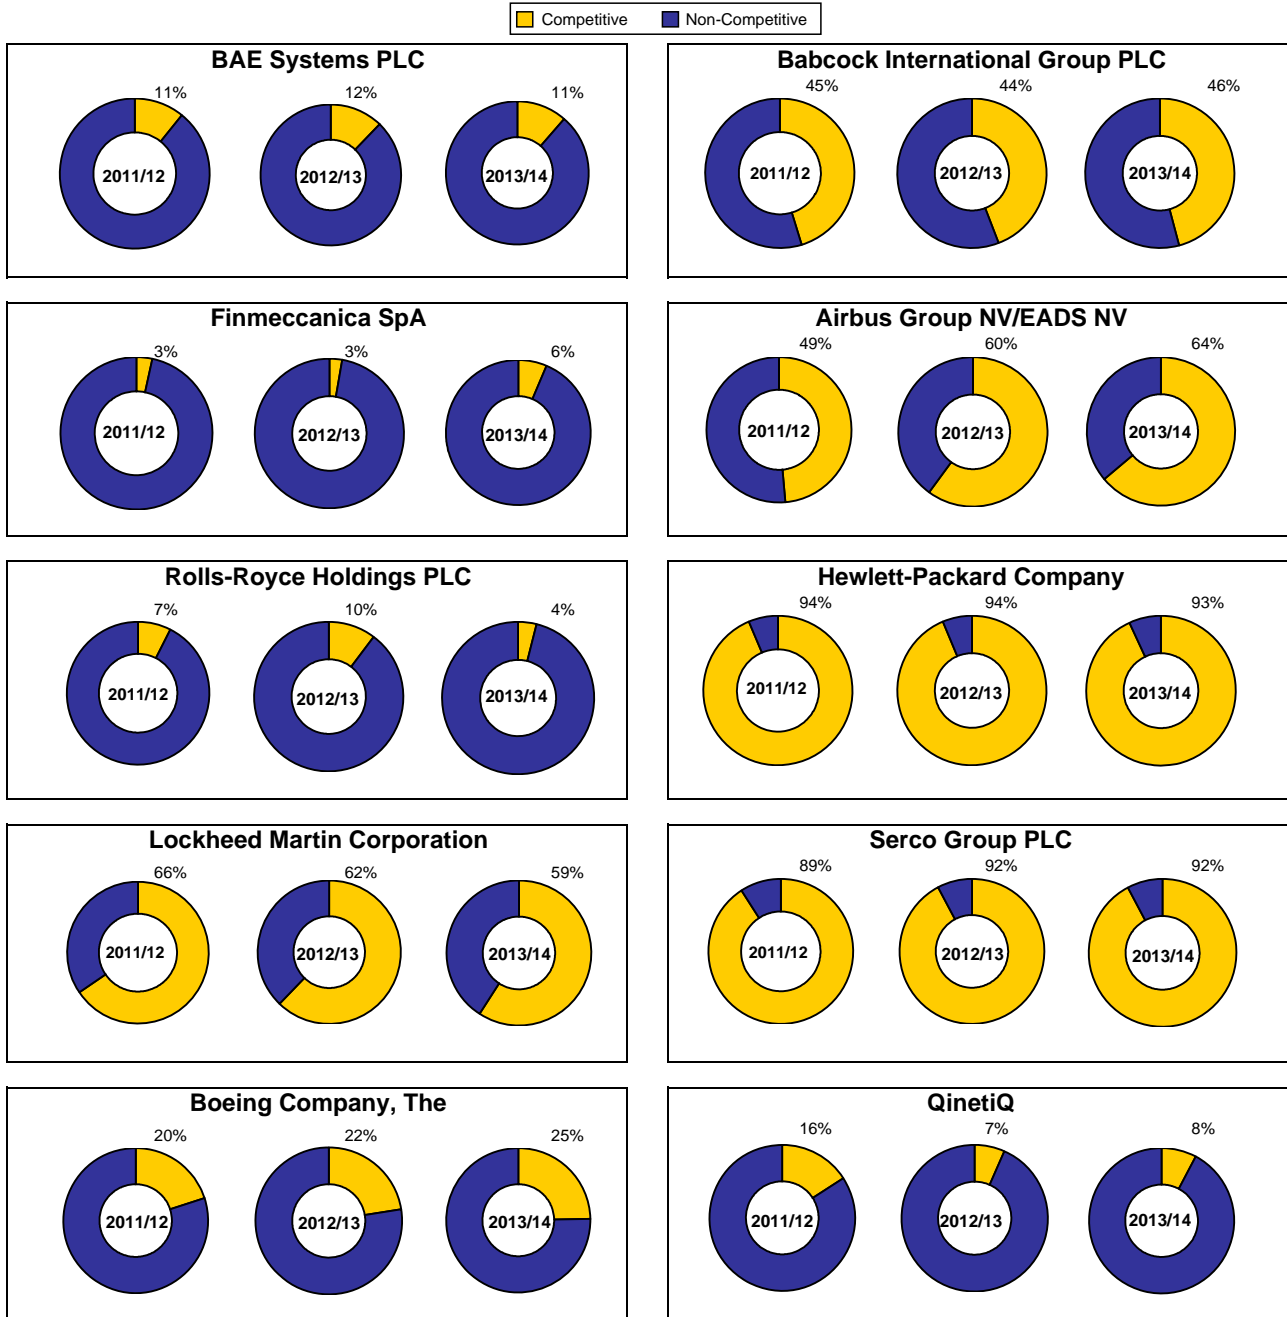 Competitive Non-Competitive
BAE Systems PLC
11% 12% 11%
2011/12 2012/13 2013/14
Babcock International Group PLC
45% 44% 46%
2011/12 2012/13 2013/14
Finmeccanica SpA
3% 3% 6%
2011/12 2012/13 2013/14
Airbus Group NV/EADS NV
49% 60% 64%
2011/12 2012/13 2013/14
Rolls-Royce Holdings PLC
7% 10% 4%
2011/12 2012/13 2013/14
Hewlett-Packard Company
94% 94% 93%
2011/12 2012/13 2013/14
Lockheed Martin Corporation
66% 62% 59%
2011/12 2012/13 2013/14
Serco Group PLC
89% 92% 92%
2011/12 2012/13 2013/14
Boeing Company, The
20% 22% 25%
2011/12 2012/13 2013/14
QinetiQ
16% 7% 8%
2011/12 2012/13 2013/14